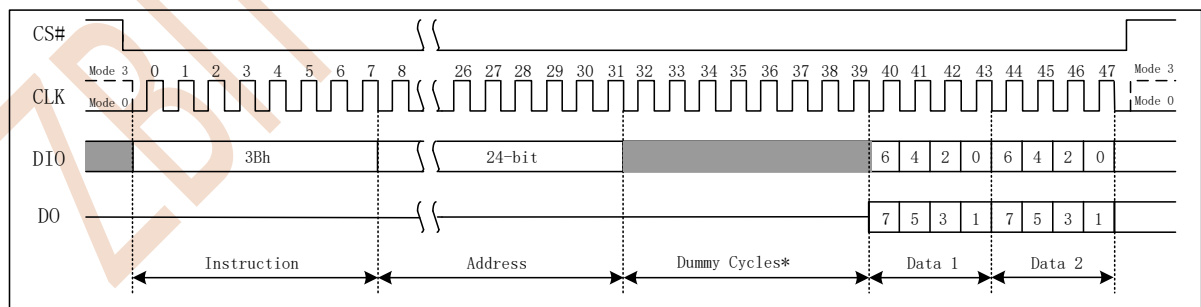 CS#
Mode 3 0 1 2 3 4 5 6 7 8 26 27 28 29 30 31 32 33 34 35 36 37 38 39 40 41 42 43 44 45 46 47 Mode 3
CLK
Mode 0 Mode 0
DIO 3Bh 24-bit 6 4 2 0 6 4 2 0
DO 7 5 3 1 7 5 3 1
Instruction Address Dummy Cycles* Data 1 Data 2
ZBIT